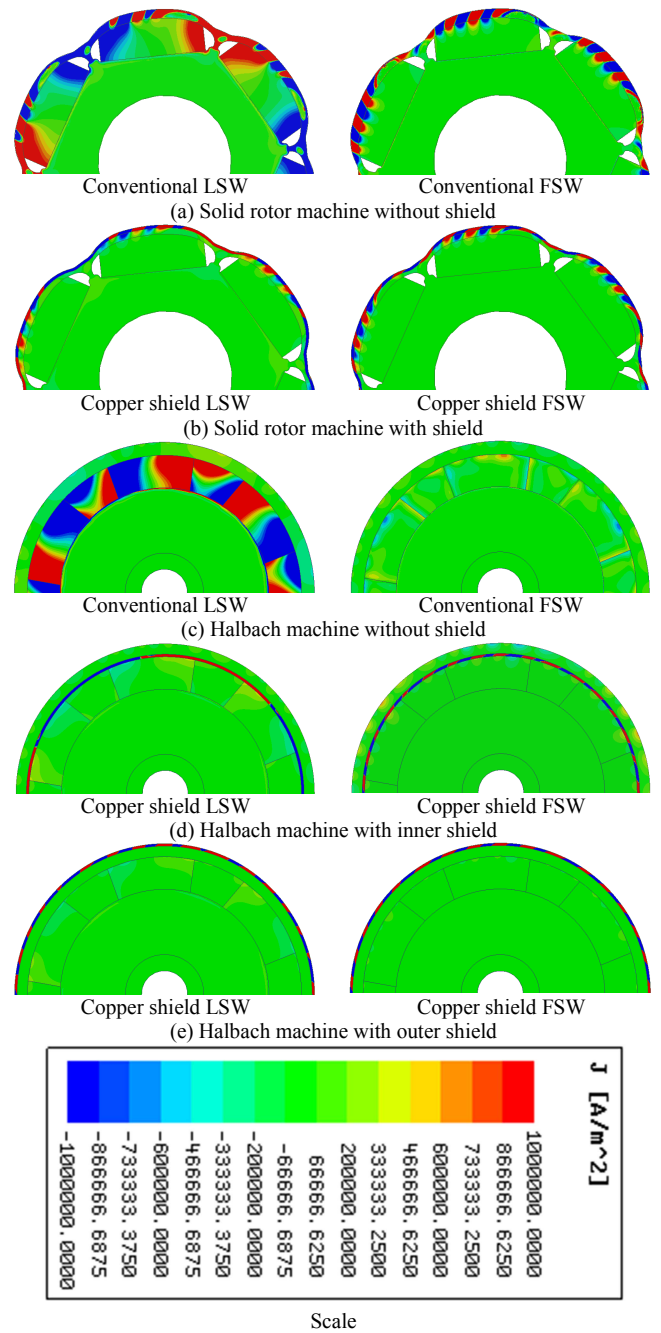 Conventional LSW Conventional FSW
(a) Solid rotor machine without shield
Copper shield LSW Copper shield FSW
(b) Solid rotor machine with shield
Conventional LSW Conventional FSW
(c) Halbach machine without shield
Copper shield LSW Copper shield FSW
(d) Halbach machine with inner shield
Copper shield LSW Copper shield FSW
(e) Halbach machine with outer shield
J [A/m^2]
1000000.0000
866666.6250
733333.2500
600000.0000
466666.6250
333333.2500
200000.0000
66666.6250
-66666.6875
-200000.0000
-333333.3750
-466666.6875
-600000.0000
-733333.3750
-866666.6875
-1000000.0000
Scale